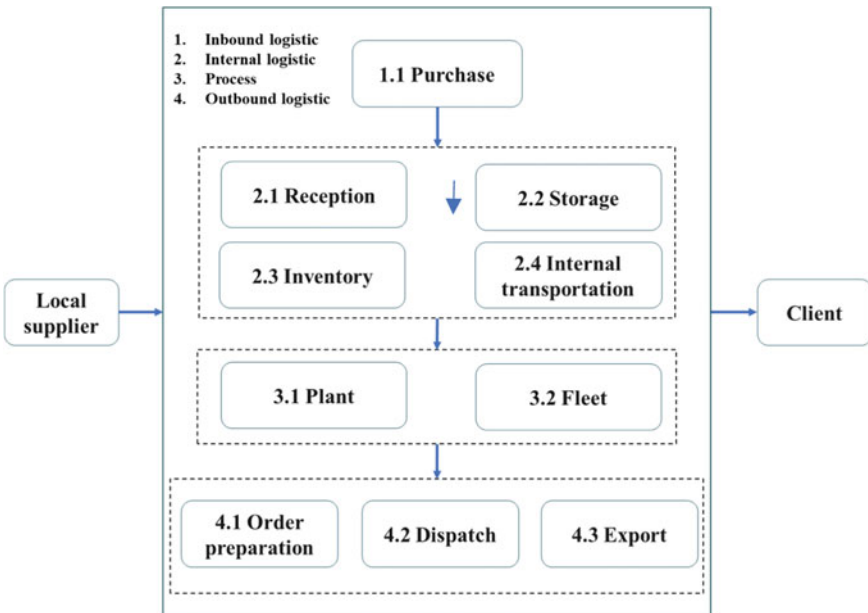 1. Inbound logistic
2. Internal logistic
3. Process
4. Outbound logistic
1.1 Purchase
2.1 Reception
2.2 Storage
2.3 Inventory
2.4 Internal
transportation
Local
supplier
Client
3.1 Plant
3.2 Fleet
4.1 Order
preparation
4.2 Dispatch
4.3 Export